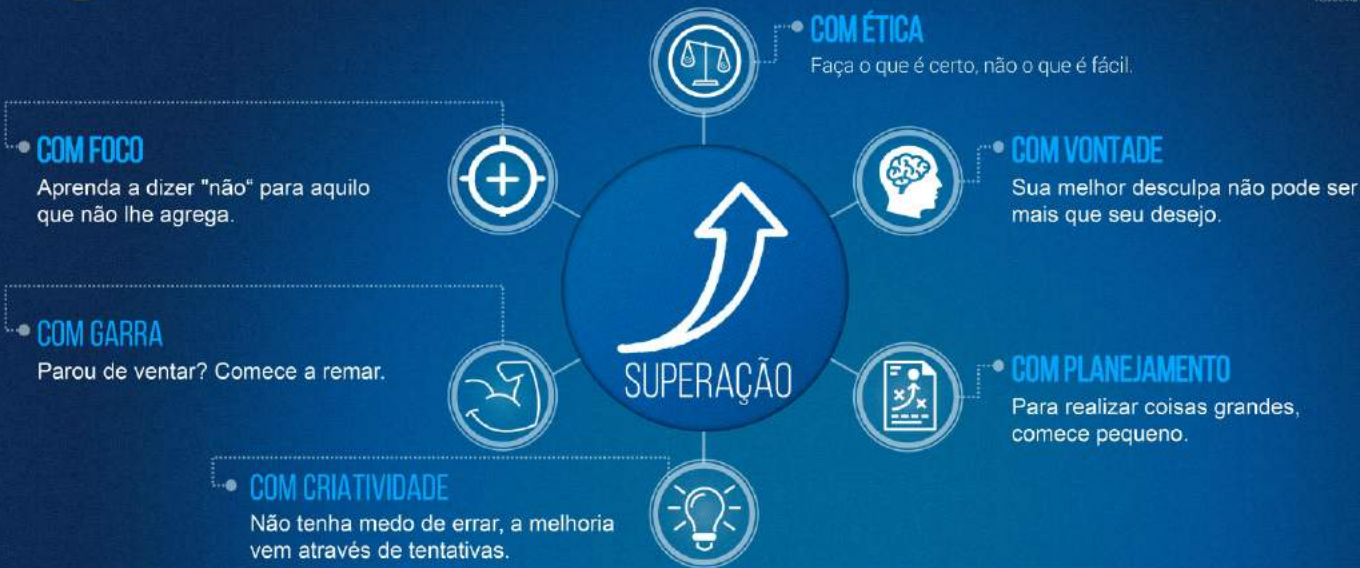 COM ÉTICA
Faça o que é certo, não o que é fácil.
COM FOCO
Aprenda a dizer "não" para aquilo
que não lhe agrega.
COM VONTADE
Sua melhor desculpa não pode ser
mais que seu desejo.
COM GARRA
Parou de ventar? Comece a remar.
SUPERAÇÃO
COM PLANEJAMENTO
Para realizar coisas grandes,
comece pequeno.
COM CRIATIVIDADE
Não tenha medo de errar, a melhoria
vem através de tentativas.